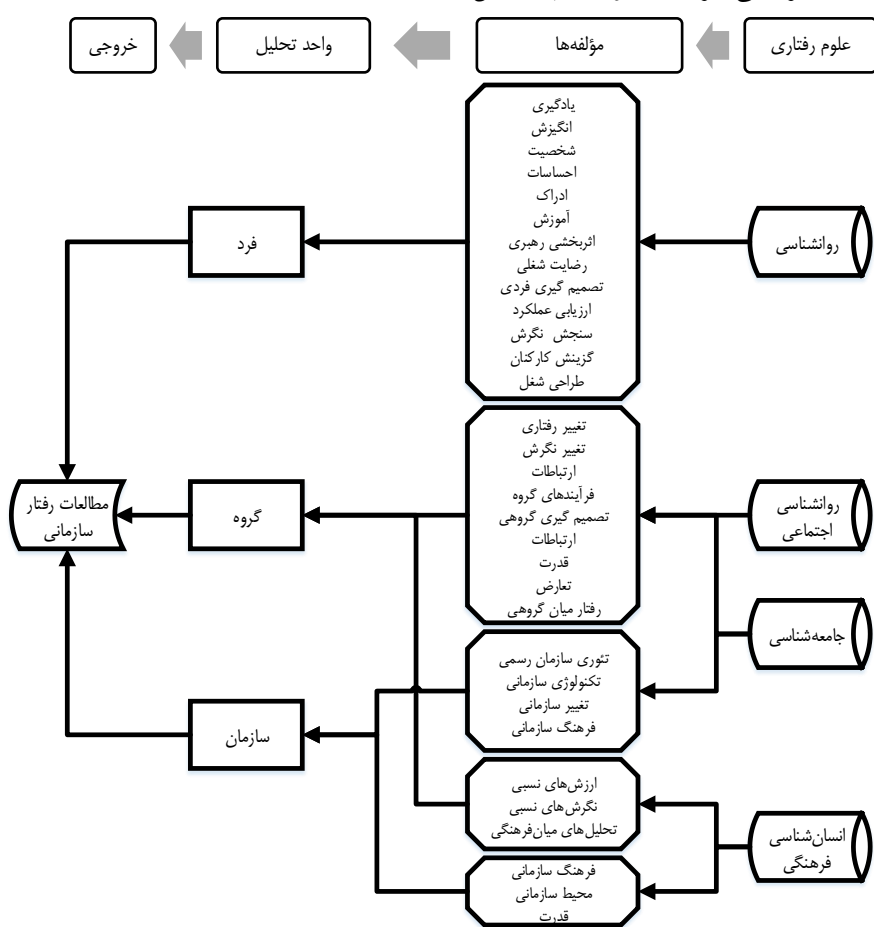 علوم رفتاری
مؤلفه‌ها
واحد تحلیل
خروجی
روانشناسی
یادگیری
انگیزش
شخصیت
احساسات
ادراک
آموزش
اثربخشی رهبری
رضایت شغلی
تصمیم گیری فردی
ارزیابی عملکرد
سنجش نگرش
گزینش کارکنان
طراحی شغل
فرد
روانشناسی
اجتماعی
جامعه‌شناسی
تغییر رفتاری
تغییر نگرش
ارتباطات
فرآیندهای گروه
تصمیم گیری گروهی
ارتباطات
قدرت
تعارض
رفتار میان گروهی
گروه
مطالعات رفتار
سازمانی
تئوری سازمان رسمی
تکنولوژی سازمانی
تغییر سازمانی
فرهنگ سازمانی
سازمان
انسان‌شناسی
فرهنگی
ارزش‌های نسبی
نگرش‌های نسبی
تحلیل‌های میان‌فرهنگی
فرهنگ سازمانی
محیط سازمانی
قدرت